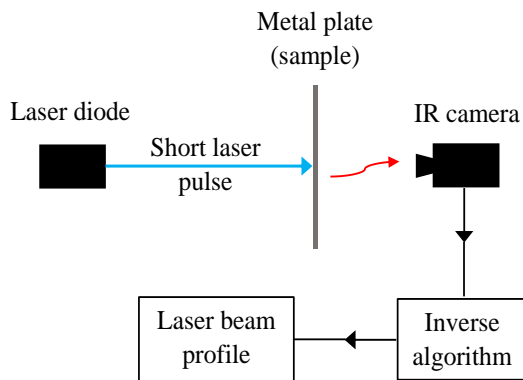 Metal plate
(sample)
Laser diode
IR camera
Short laser
pulse
Laser beam
profile
Inverse
algorithm